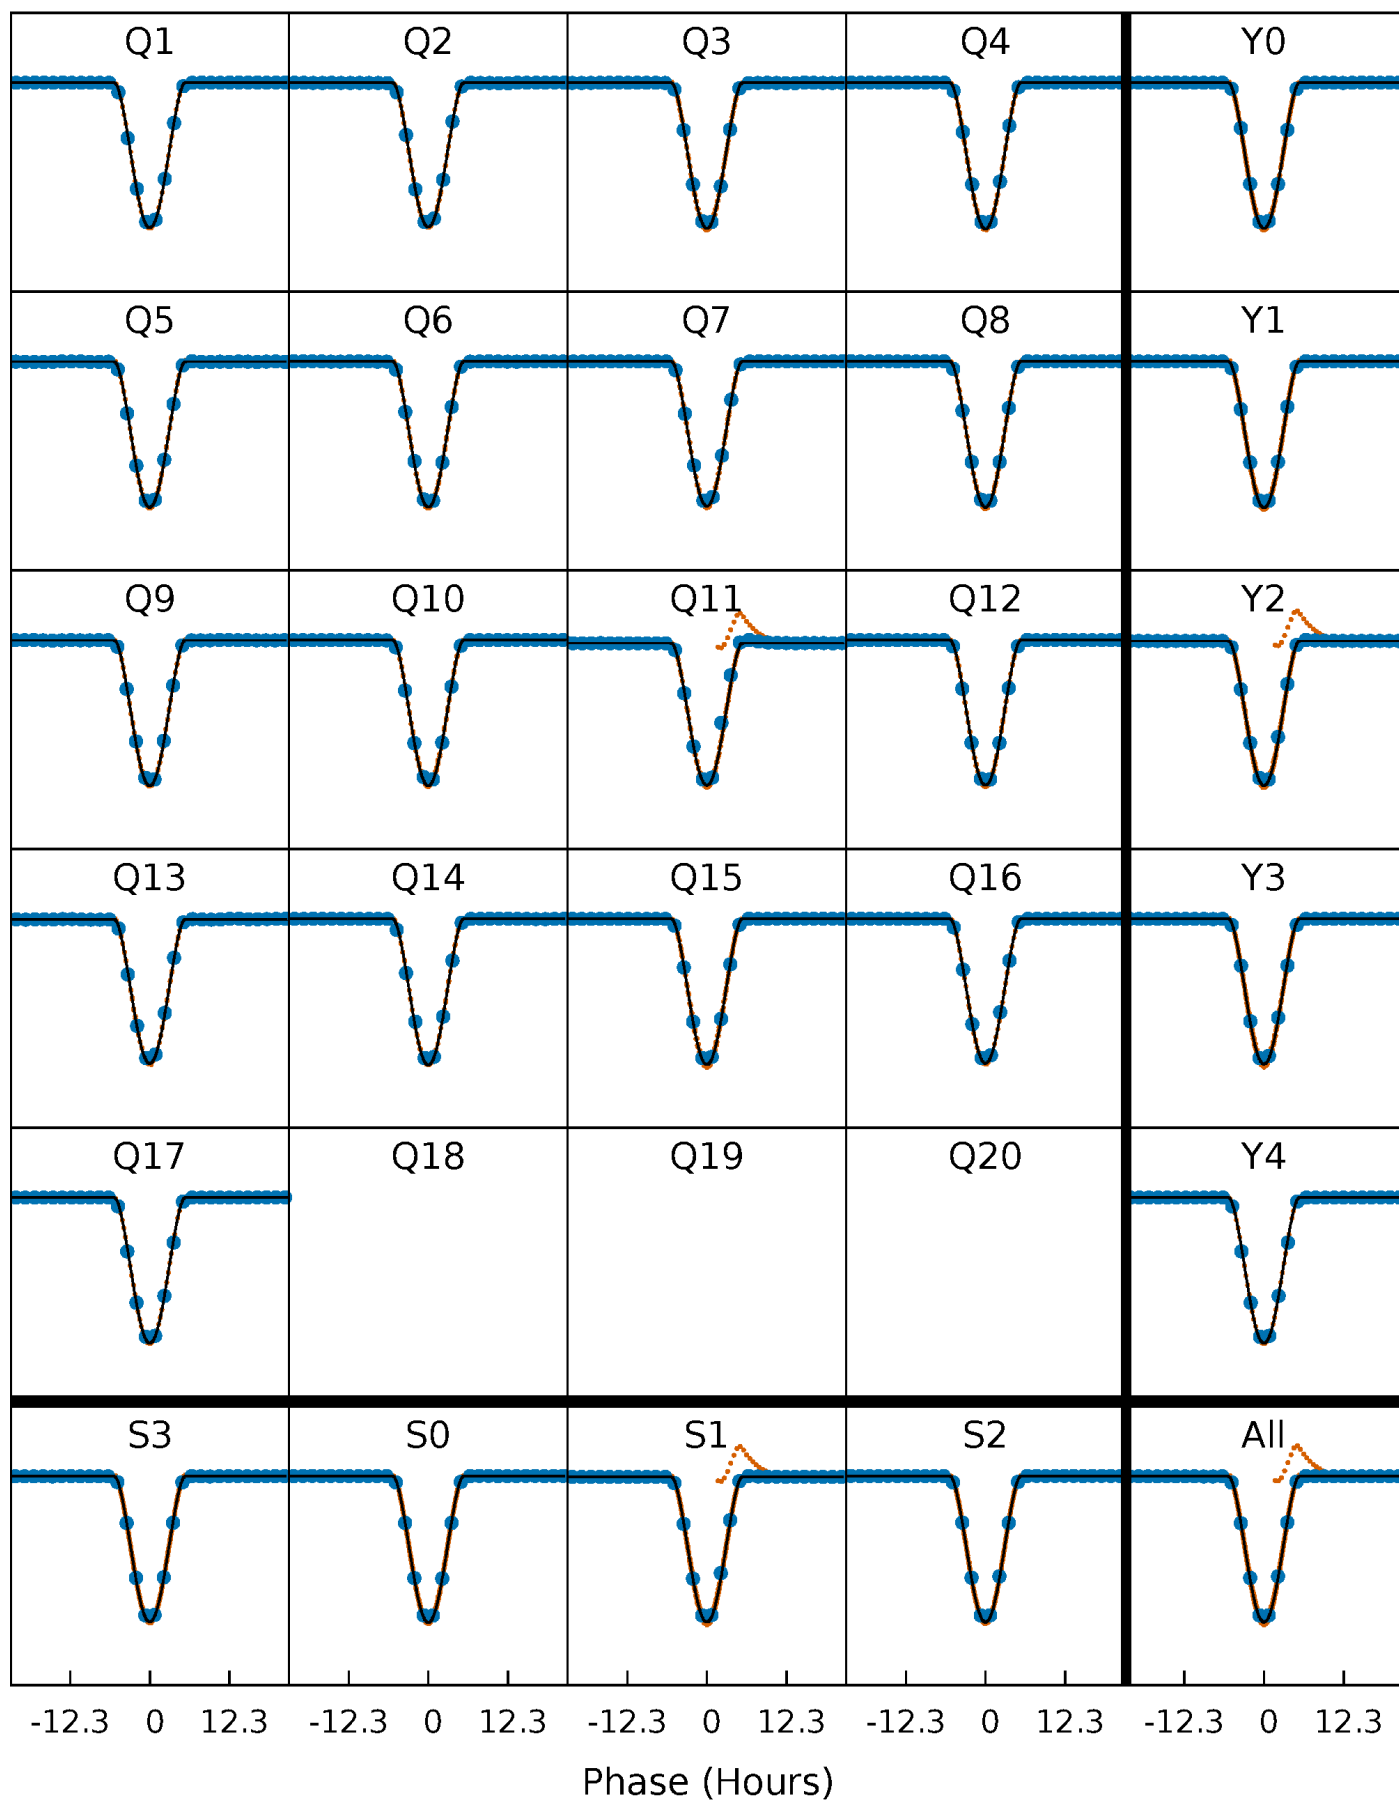 Q1 Q2 Q3 Q4 Y0
Q5 Q6 Q7 Q8 Y1
Q9 Q10 Q11 Q12 Y2
Q13 Q14 Q15 Q16 Y3
Q17 Q18 Q19 Q20 Y4
S3 S0 S1 S2 All
-12.3 0 12.3 -12.3 0 12.3 -12.3 0 12.3 -12.3 0 12.3 -12.3 0 12.3
Phase (Hours)